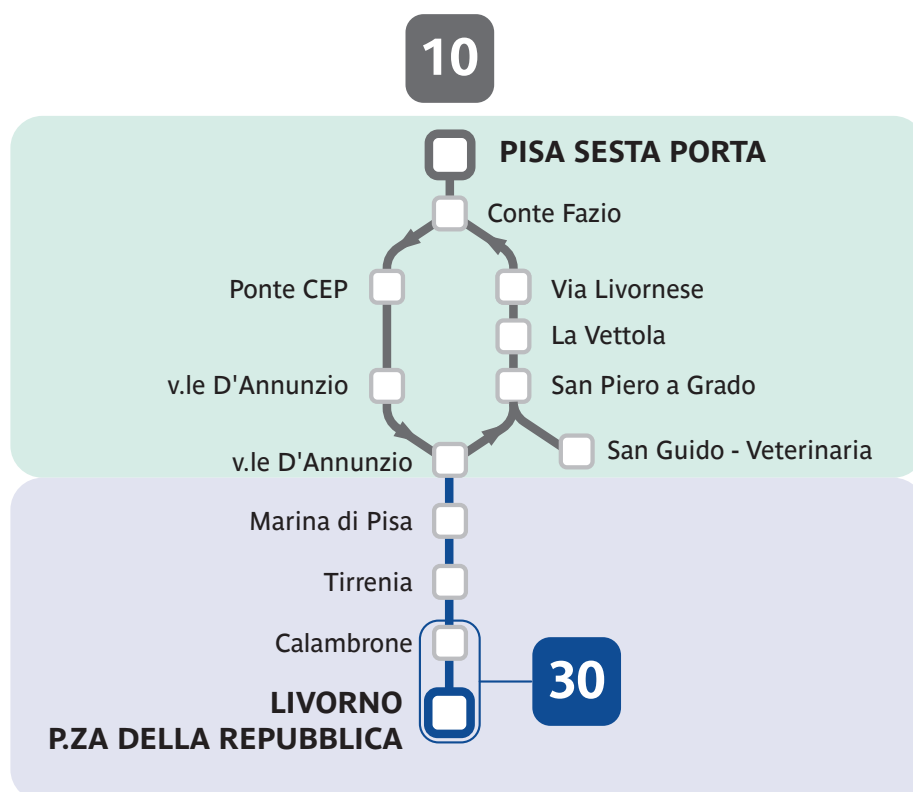 10
PISA SESTA PORTA
Conte Fazio
Ponte CEP
Via Livornese
La Vettola
v.le D'Annunzio
San Piero a Grado
v.le D'Annunzio
San Guido - Veterinaria
Marina di Pisa
Tirrenia
Calambrone
30
LIVORNO
P.ZA DELLA REPUBBLICA